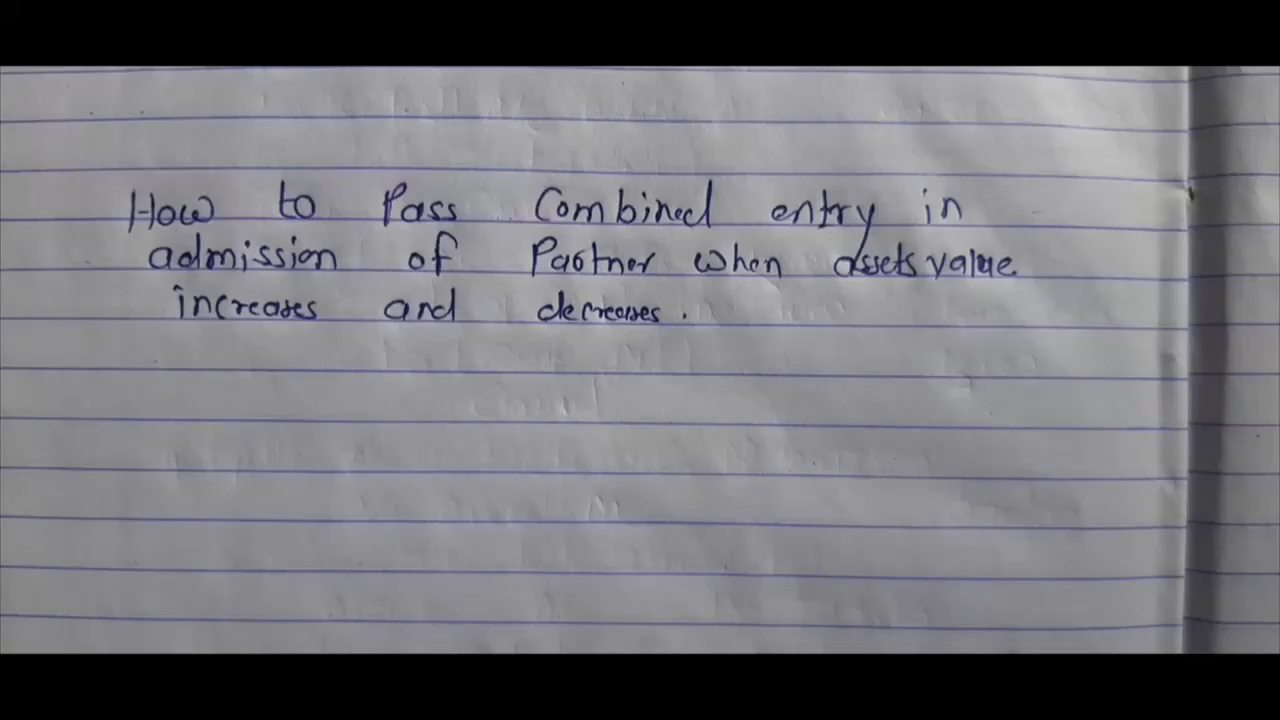 How to Pass Combined entry in
admission of Partner when assets value
increases and decreases.